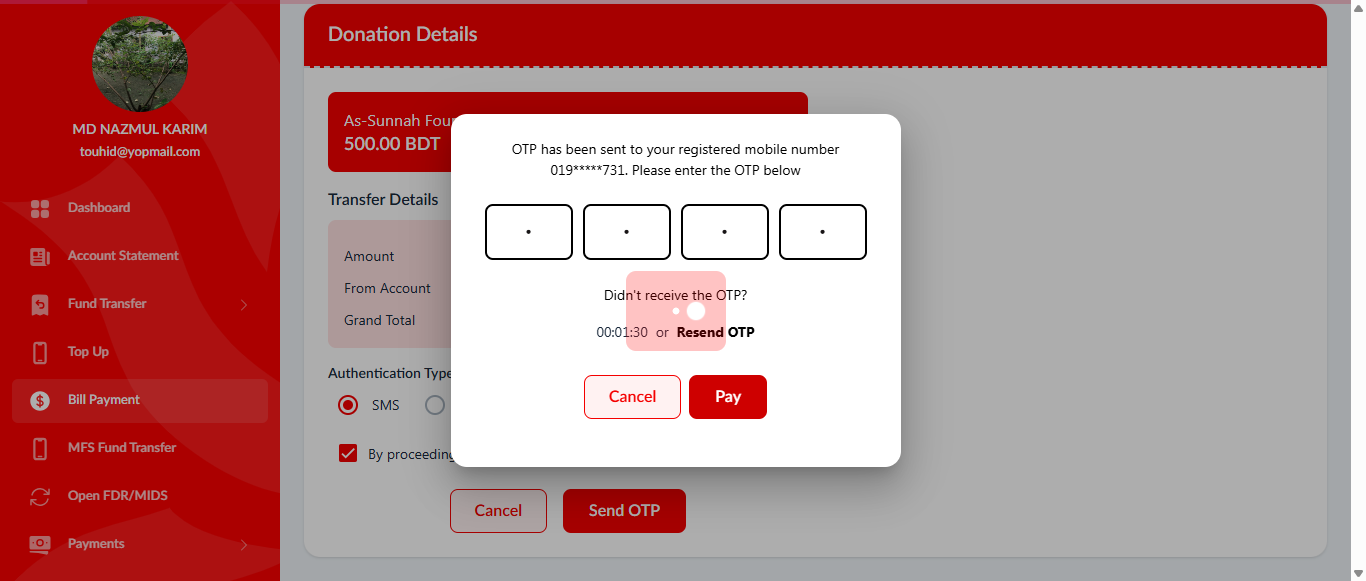 MD NAZMUL KARIM
touhid@yopmail.com
Dashboard
Account Statement
Fund Transfer
Top Up
Bill Payment
MFS Fund Transfer
Open FDR/MIDS
Payments
Donation Details
As-Sunnah Four
500.00 BDT
Transfer Details
Amount
From Account
Grand Total
Authentication Type
SMS
By proceeding
Cancel
Send OTP
OTP has been sent to your registered mobile number
019*****731. Please enter the OTP below
Didn't receive the OTP?
00:01:30 or Resend OTP
Cancel
Pay